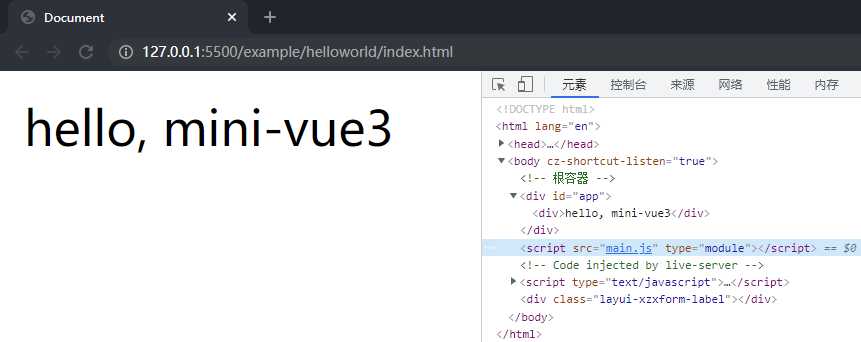 Document
127.0.0.1:5500/example/helloworld/index.html
hello, mini-vue3
元素 控制台 来源 网络 性能 内存
<!DOCTYPE html>
<html lang="en">
<head>…</head>
<body cz-shortcut-listen="true">
<!-- 根容器 -->
<div id="app">
<div>hello, mini-vue3</div>
</div>
<script src="main.js" type="module"></script> == $0
<!-- Code injected by live-server -->
<script type="text/javascript">…</script>
<div class="layui-xzxform-label"></div>
</body>
</html>